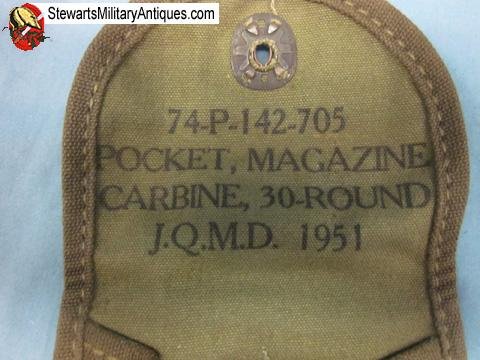 StewartsMilitaryAntiques.com
74-P-142-705
POCKET, MAGAZINE
CARBINE, 30-ROUND
J.Q.M.D. 1951